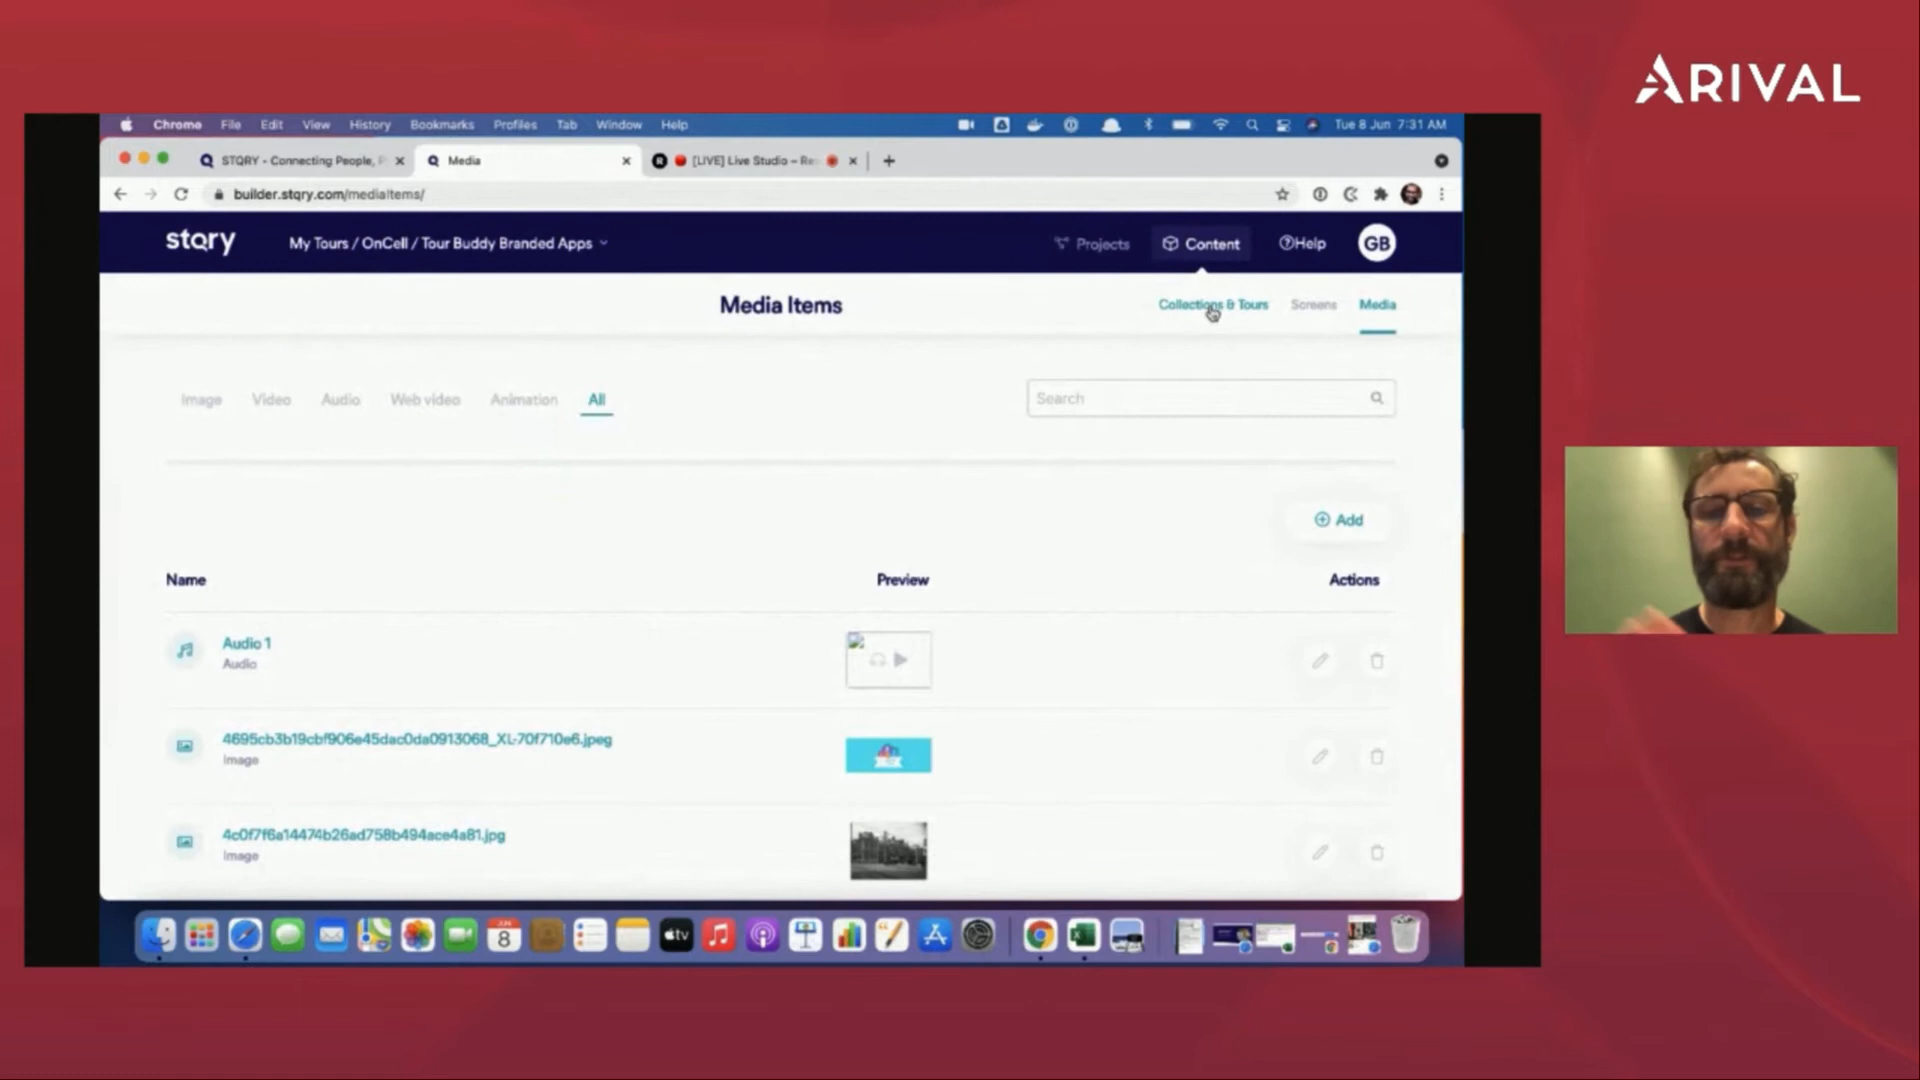 ARIVAL
Chrome File Edit View History Bookmarks Profiles Tab Window Help
Tue 8 Jun 7:31 AM
STQRY - Connecting People, P
Media
[LIVE] Live Studio – Re
builder.stqry.com/mediaItems/
stqry
My Tours / OnCell / Tour Buddy Branded Apps
Projects
Content
Help
GB
Media Items
Collections & Tours
Screens
Media
Image
Video
Audio
Web video
Animation
All
Search
Add
Name
Preview
Actions
Audio 1
Audio
4695cb3b19cbf906e45dac0da0913068_XL-70f710e6.jpeg
Image
4c0f7f6a14474b26ad758b494ace4a81.jpg
Image
8
tv